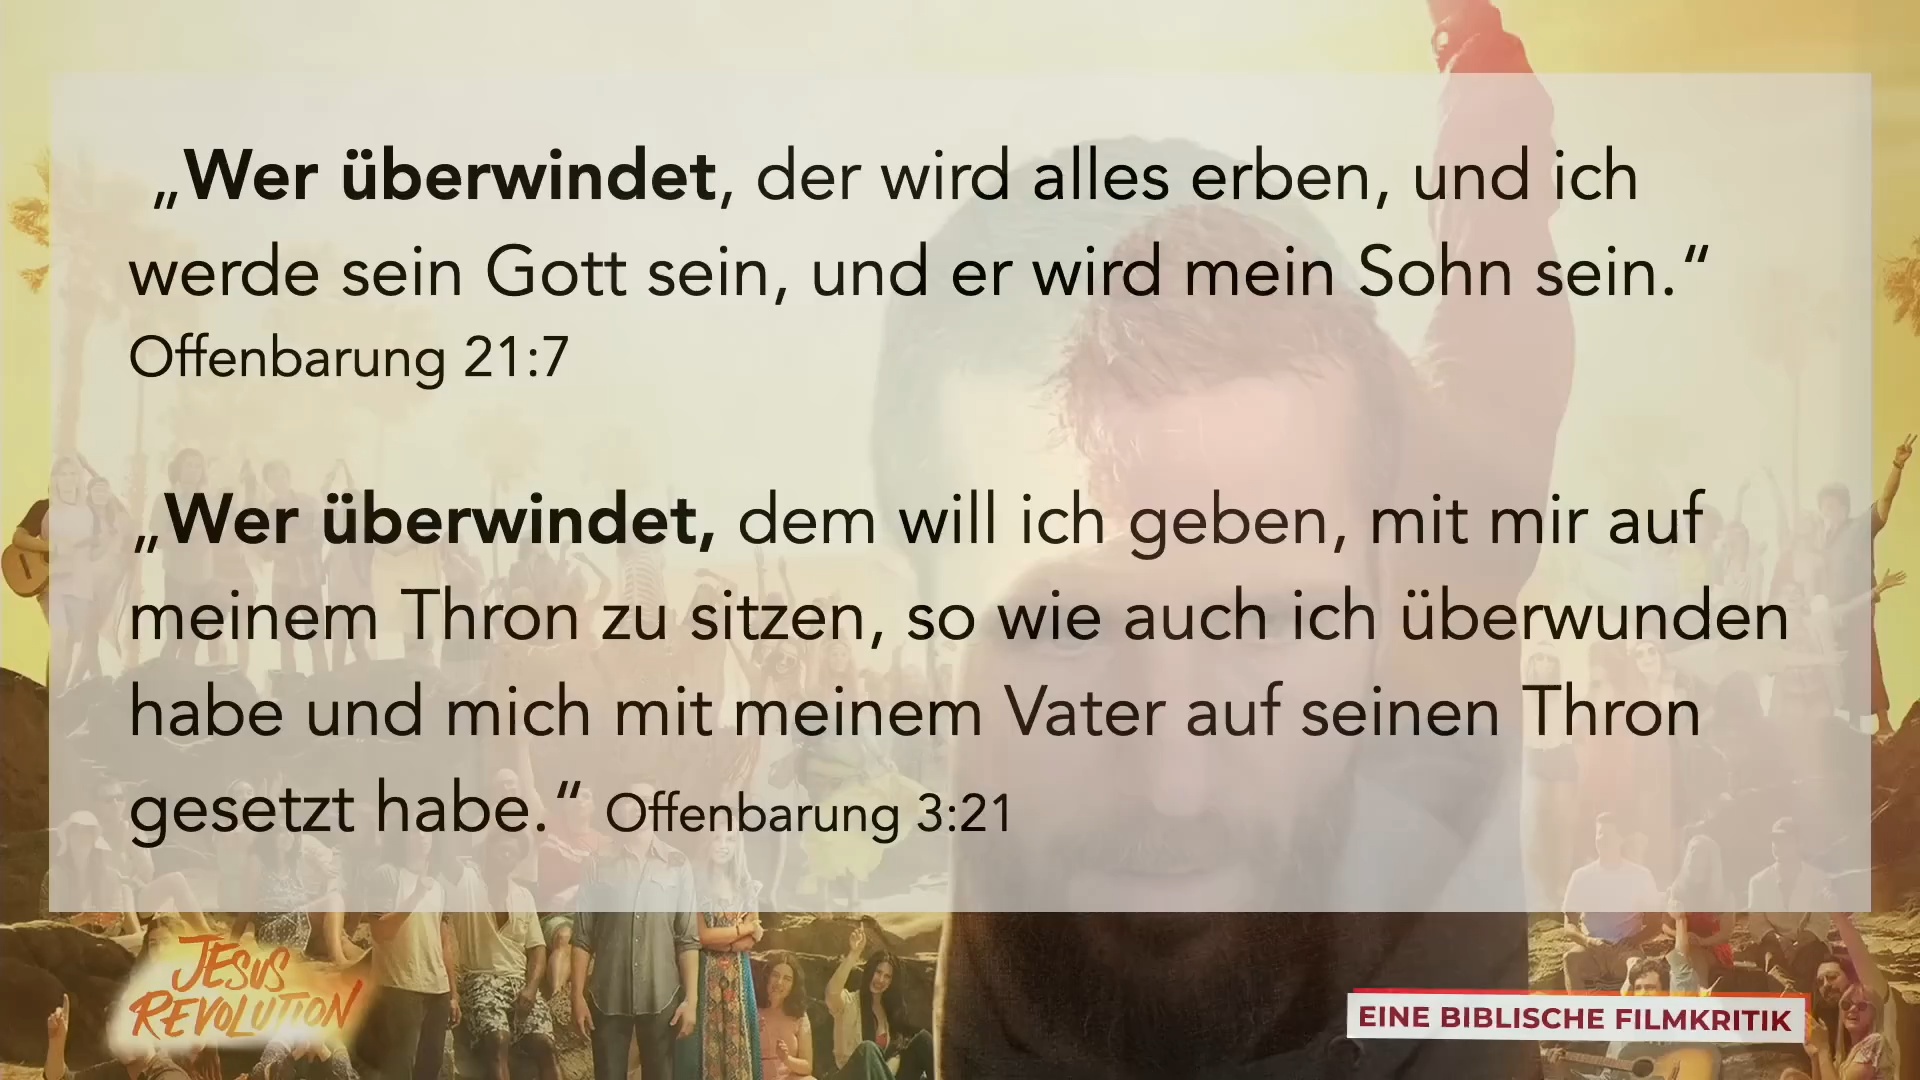 „Wer überwindet, der wird alles erben, und ich
werde sein Gott sein, und er wird mein Sohn sein.“
Offenbarung 21:7
„Wer überwindet, dem will ich geben, mit mir auf
meinem Thron zu sitzen, so wie auch ich überwunden
habe und mich mit meinem Vater auf seinen Thron
gesetzt habe.“ Offenbarung 3:21
JESUS
REVOLUTION
EINE BIBLISCHE FILMKRITIK